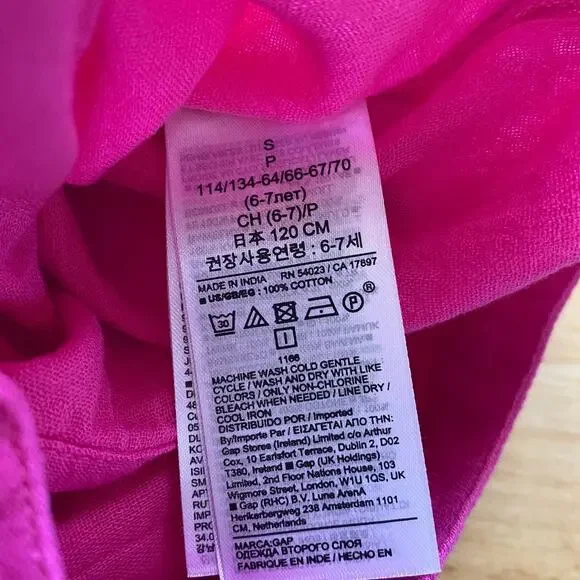 S
P
114/134-64/66-67/70
(6-7лет)
CH (6-7)/P
日本 120 CM
권장사용연령 : 6-7세
MADE IN INDIA RN 54023 / CA 17897
■ US/GB/EG : 100% COTTON
30 P
1166
MACHINE WASH COLD GENTLE
CYCLE / WASH AND DRY WITH LIKE
COLORS / ONLY NON-CHLORINE
BLEACH WHEN NEEDED / LINE DRY /
COOL IRON
DISTRIBUTED POR / Imported
By/Importe Par / ΕΙΣΑΓΕΤΑΙ ΑΠΟ ΤΗΝ:
Gap Stores (Ireland) Limited c/o Arthur
Cox, 10 Earlsfort Terrace, Dublin 2, D02
T380, Ireland ■ Gap (UK Holdings)
Limited, 2nd Floor Nations House, 103
Wigmore Street, London, W1U 1QS, UK
■ Gap (RHC) B.V. Luna ArenA
Herikerbergweg 238 Amsterdam 1101
CM, Netherlands
MARCA:GAP
ОДЕЖДА ВТОРОГО СЛОЯ
FABRIQUÉ EN INDE / HECHO EN